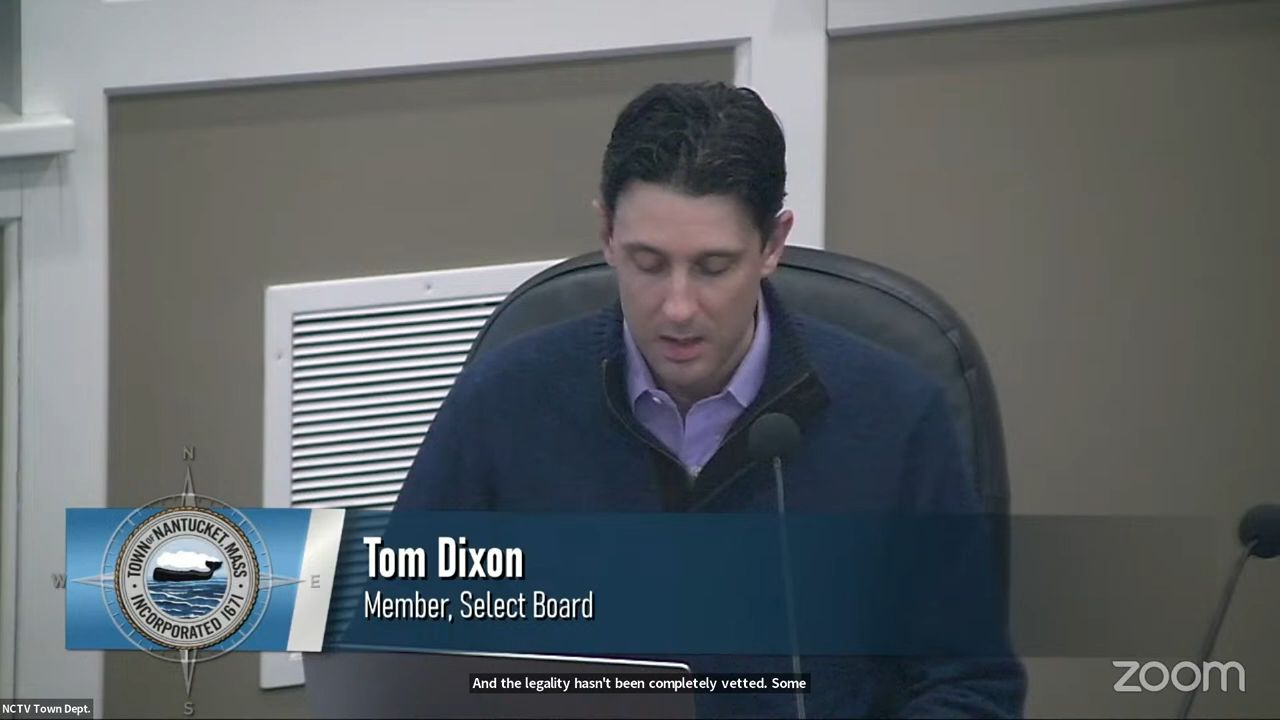 N
W
E
S
TOWN OF NANTUCKET, MASS
INCORPORATED 1671
Tom Dixon
Member, Select Board
And the legality hasn't been completely vetted. Some
NCTV Town Dept.
zoom